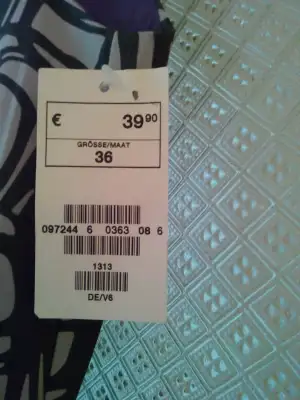 € 39.90
GRÖSSE/MAAT
36
097244 6 0363 08 6
1313
DE/V6